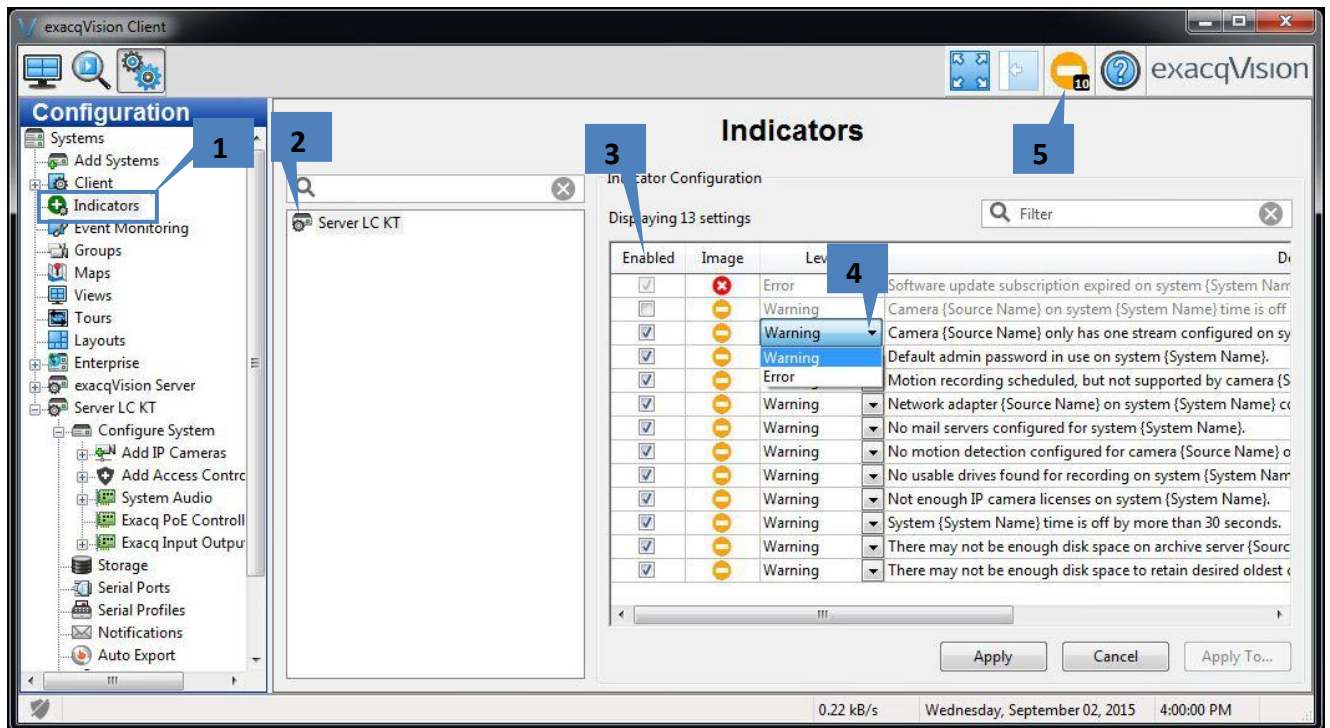 exacqVision Client
10
exacqVision
Configuration
Systems
Add Systems
Client
Indicators
Event Monitoring
Groups
Maps
Views
Tours
Layouts
Enterprise
exacqVision Server
Server LC KT
Configure System
Add IP Cameras
Add Access Contrc
System Audio
Exacq PoE Controll
Exacq Input Outpu
Storage
Serial Ports
Serial Profiles
Notifications
Auto Export
1
2
Server LC KT
Indicators
3
5
Indicator Configuration
Displaying 13 settings
Filter
Enabled Image Lev De
4
Error Software update subscription expired on system {System Nam
Warning Camera {Source Name} on system {System Name} time is off
Warning Camera {Source Name} only has one stream configured on sy
Warning Default admin password in use on system {System Name}.
Error Motion recording scheduled, but not supported by camera {S
Warning Network adapter {Source Name} on system {System Name} co
Warning No mail servers configured for system {System Name}.
Warning No motion detection configured for camera {Source Name} o
Warning No usable drives found for recording on system {System Nam
Warning Not enough IP camera licenses on system {System Name}.
Warning System {System Name} time is off by more than 30 seconds.
Warning There may not be enough disk space on archive server {Sourc
Warning There may not be enough disk space to retain desired oldest
Apply Cancel Apply To...
0.22 kB/s Wednesday, September 02, 2015 4:00:00 PM